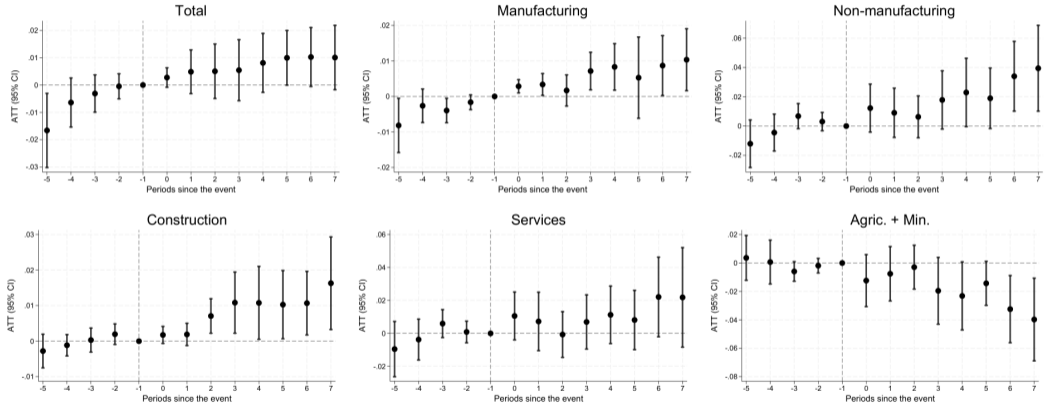 Total
ATT (95% CI)
.02
.01
0
-.01
-.02
-.03
-5 -4 -3 -2 -1 0 1 2 3 4 5 6 7
Periods since the event
Manufacturing
ATT (95% CI)
.02
.01
0
-.01
-.02
-5 -4 -3 -2 -1 0 1 2 3 4 5 6 7
Periods since the event
Non-manufacturing
ATT (95% CI)
.06
.04
.02
0
-.02
-5 -4 -3 -2 -1 0 1 2 3 4 5 6 7
Periods since the event
Construction
ATT (95% CI)
.03
.02
.01
0
-.01
-5 -4 -3 -2 -1 0 1 2 3 4 5 6 7
Periods since the event
Services
ATT (95% CI)
.06
.04
.02
0
-.02
-5 -4 -3 -2 -1 0 1 2 3 4 5 6 7
Periods since the event
Agric. + Min.
ATT (95% CI)
.02
0
-.02
-.04
-.06
-.08
-5 -4 -3 -2 -1 0 1 2 3 4 5 6 7
Periods since the event